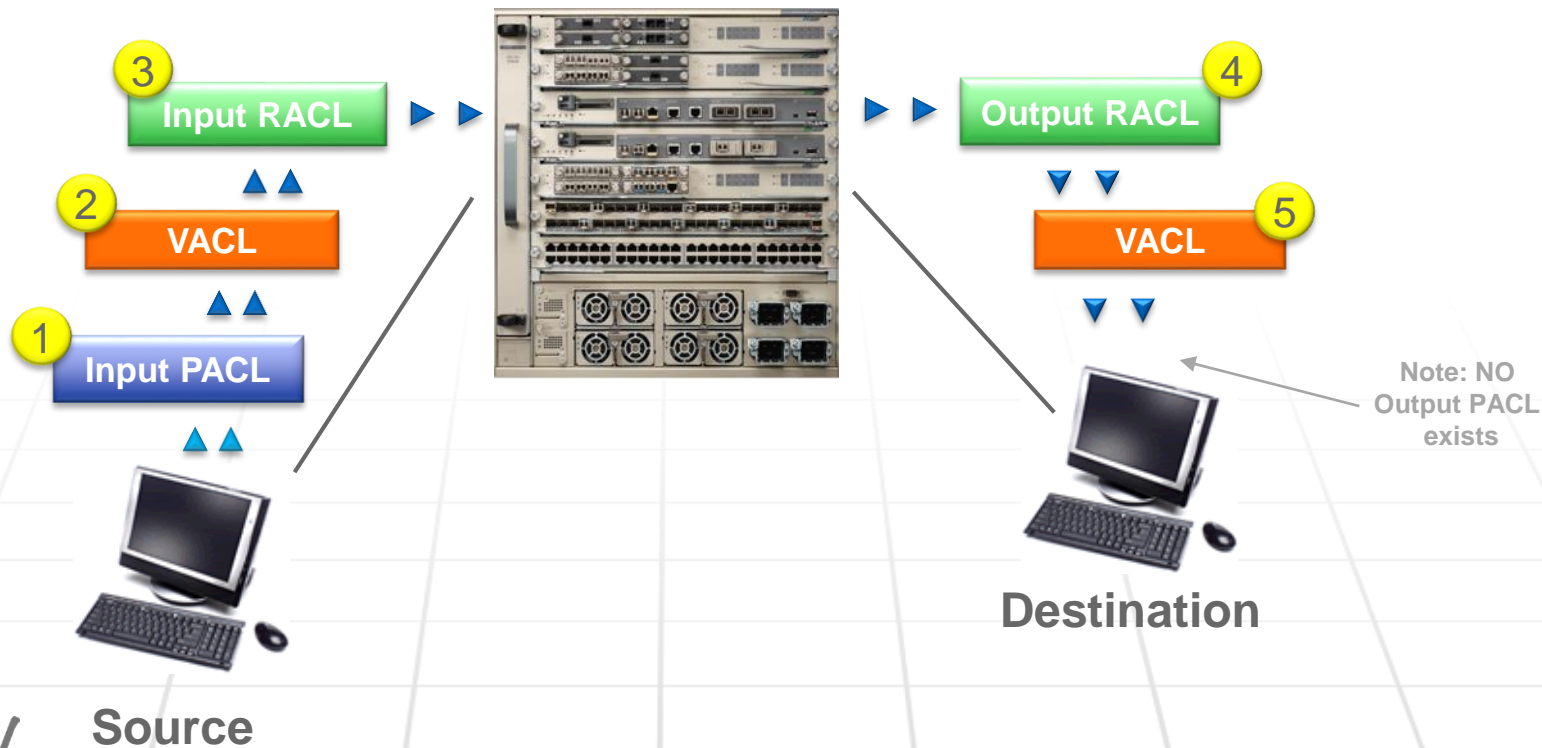 3
Input RACL
4
Output RACL
2
VACL
5
VACL
1
Input PACL
Note: NO
Output PACL
exists
Destination
Source